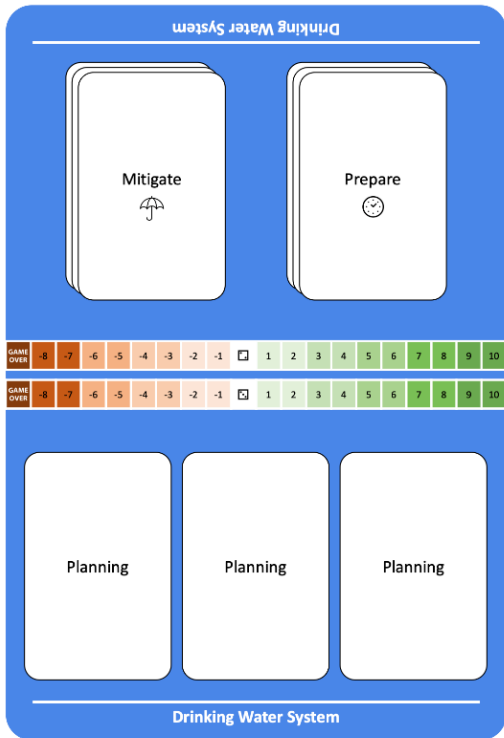 Drinking Water System
Mitigate
Prepare
GAME OVER -8 -7 -6 -5 -4 -3 -2 -1 1 2 3 4 5 6 7 8 9 10
GAME OVER -8 -7 -6 -5 -4 -3 -2 -1 1 2 3 4 5 6 7 8 9 10
Planning Planning Planning
Drinking Water System